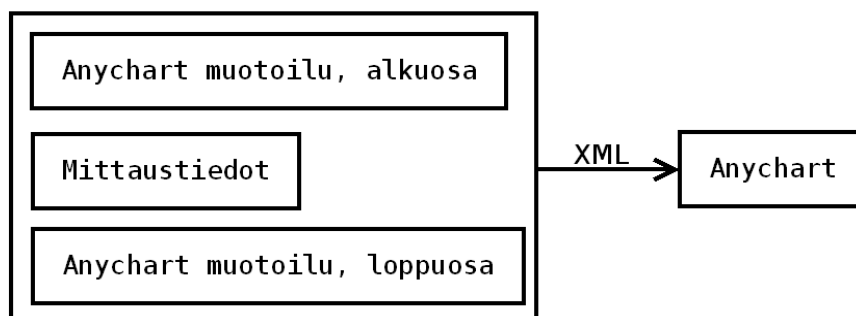 Anychart muotoilu, alkuosa
Mittaustiedot
Anychart muotoilu, loppuosa
XML
Anychart